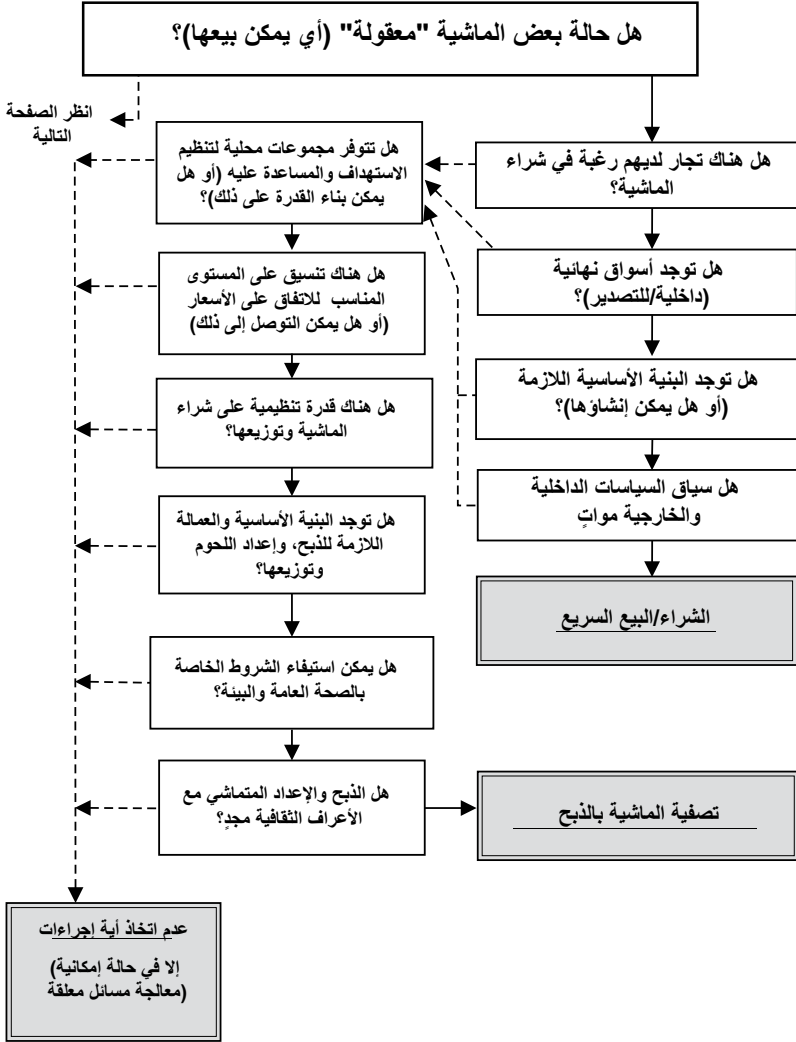 هل حالة بعض الماشية "معقولة" (أي يمكن بيعها)؟
انظر الصفحة
التالية
هل هناك تجار لديهم رغبة في شراء
الماشية؟
هل توجد أسواق نهائية
(داخلية/للتصدير)؟
هل توجد البنية الأساسية اللازمة
(أو هل يمكن إنشاؤها)؟
هل سياق السياسات الداخلية
والخارجية مواتٍ
الشراء/البيع السريع
هل تتوفر مجموعات محلية لتنظيم
الاستهداف والمساعدة عليه (أو هل
يمكن بناء القدرة على ذلك)؟
هل هناك تنسيق على المستوى
المناسب للاتفاق على الأسعار
(أو هل يمكن التوصل إلى ذلك)
هل هناك قدرة تنظيمية على شراء
الماشية وتوزيعها؟
هل توجد البنية الأساسية والعمالة
اللازمة للذبح، وإعداد اللحوم
وتوزيعها؟
هل يمكن استيفاء الشروط الخاصة
بالصحة العامة والبيئة؟
هل الذبح والإعداد المتماشي مع
الأعراف الثقافية مجدٍ؟
تصفية الماشية بالذبح
عدم اتخاذ أية إجراءات
إلا في حالة إمكانية)
(معالجة مسائل معلقة